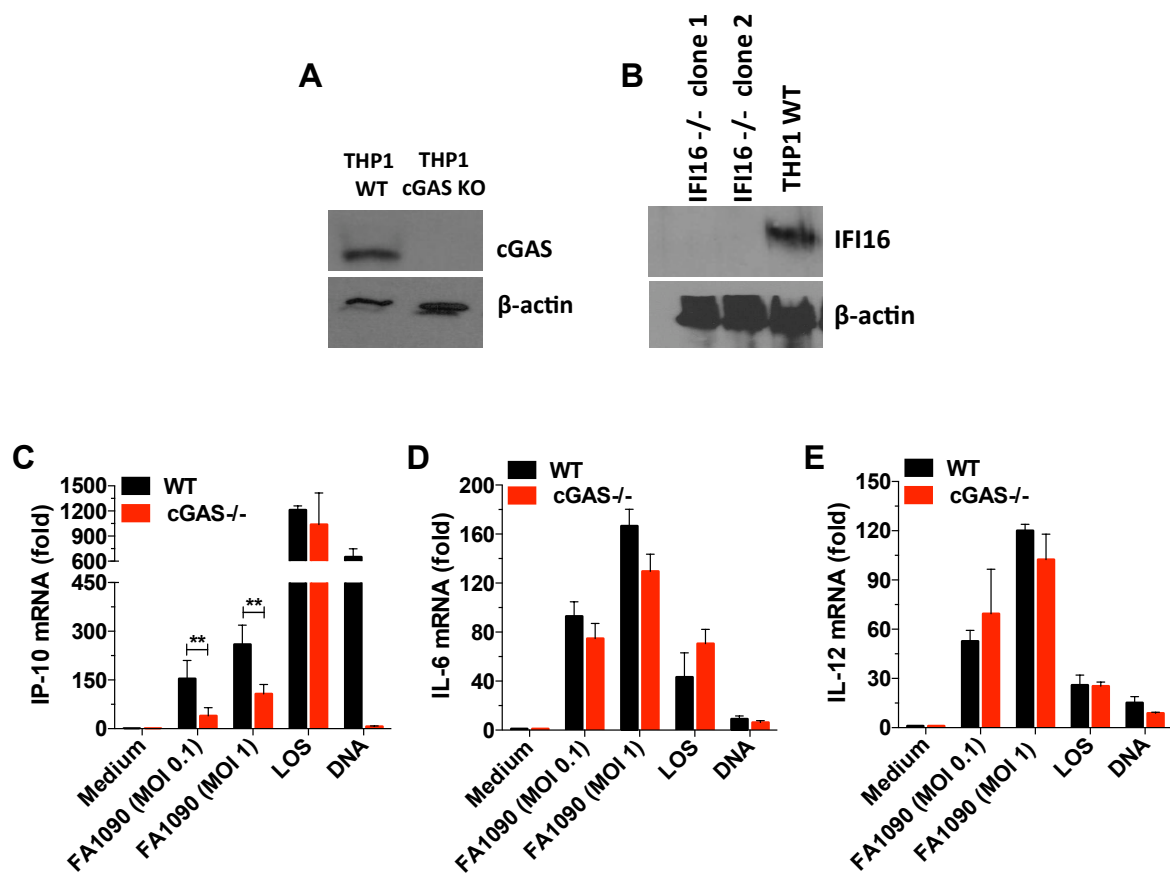 A
THP1 WT
THP1 cGAS KO
cGAS
β-actin
B
IFI16 -/- clone 1
IFI16 -/- clone 2
THP1 WT
IFI16
β-actin
C
WT
cGAS-/-
IP-10 mRNA (fold)
1500
1200
900
600
450
300
150
0
**
**
Medium
FA1090 (MOI 0.1)
FA1090 (MOI 1)
LOS
DNA
D
WT
cGAS-/-
IL-6 mRNA (fold)
200
160
120
80
40
0
Medium
FA1090 (MOI 0.1)
FA1090 (MOI 1)
LOS
DNA
E
WT
cGAS-/-
IL-12 mRNA (fold)
150
120
90
60
30
0
Medium
FA1090 (MOI 0.1)
FA1090 (MOI 1)
LOS
DNA